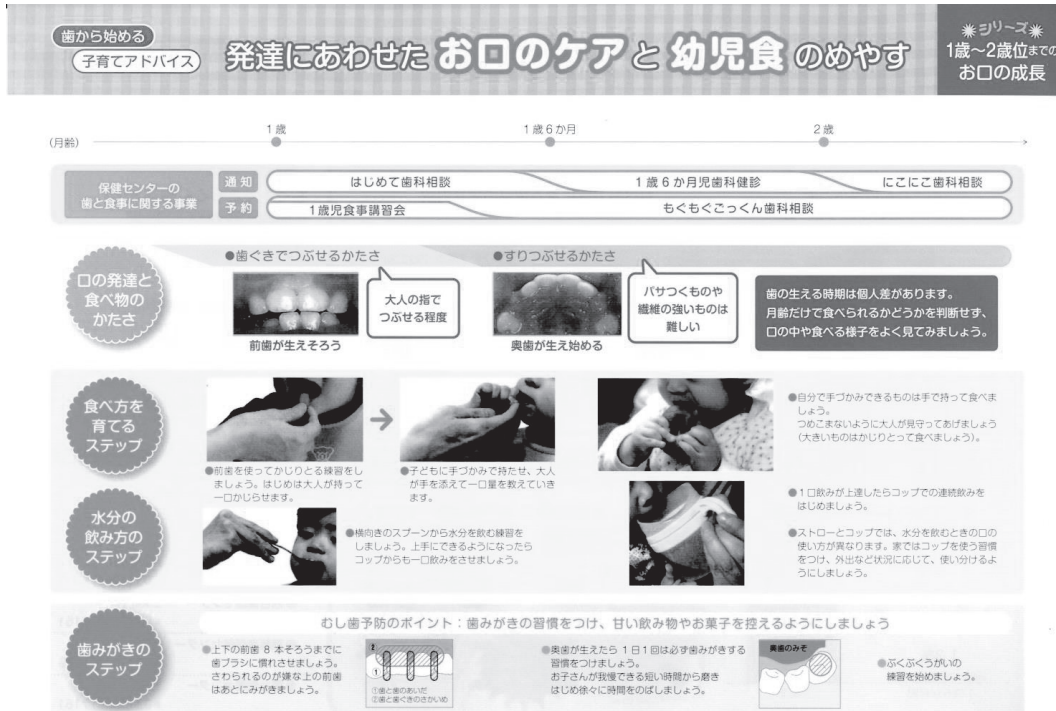 歯から始める
子育てアドバイス
発達にあわせた お口のケア と 幼児食 のめやす
シリーズ
1歳～2歳位までの
お口の成長
(月齢)
1歳
1歳6か月
2歳
保健センターの
歯と食事に関する事業
通知
はじめて歯科相談
1歳6か月児歯科健診
にこにこ歯科相談
予約
1歳児食事講習会
もぐもぐごっくん歯科相談
口の発達と
食べ物の
かたさ
●歯ぐきでつぶせるかたさ
大人の指で
つぶせる程度
前歯が生えそろう
●すりつぶせるかたさ
パサつくものや
繊維の強いものは
難しい
奥歯が生え始める
歯の生える時期は個人差があります。
月齢だけで食べられるかどうかを判断せず、
口の中や食べる様子をよく見てみましょう。
食べ方を
育てる
ステップ
●前歯を使ってかじりとる練習をし
ましょう。はじめは大人が持って
一口かじらせます。
●子どもに手づかみで持たせ、大人
が手を添えて一口量を教えていき
ます。
●自分で手づかみできるものは手で持って食べま
しょう。
つめこまないように大人が見守ってあげましょう
(大きいものはかじりとって食べましょう)。
水分の
飲み方の
ステップ
●横向きのスプーンから水分を飲む練習を
しましょう。上手にできるようになったら
コップからも一口飲みをさせましょう。
●1口飲みが上達したらコップでの連続飲みを
はじめましょう。
●ストローとコップでは、水分を飲むときの口の
使い方が異なります。家ではコップを使う習慣
をつけ、外出など状況に応じて、使い分けるよ
うにしましょう。
歯みがきの
ステップ
むし歯予防のポイント：歯みがきの習慣をつけ、甘い飲み物やお菓子を控えるようにしましょう
●上下の前歯 8 本そろうまでに
歯ブラシに慣れさせましょう。
さわられるのが嫌な上の前歯
はあとにみがきましょう。
2
1
①歯と歯のあいだ
②歯と歯ぐきのさかいめ
●奥歯が生えたら 1日1回は必ず歯みがきする
習慣をつけましょう。
お子さんが我慢できる短い時間から磨き
はじめ徐々に時間をのばしましょう。
奥歯のみぞ
●ぶくぶくうがいの
練習を始めましょう。